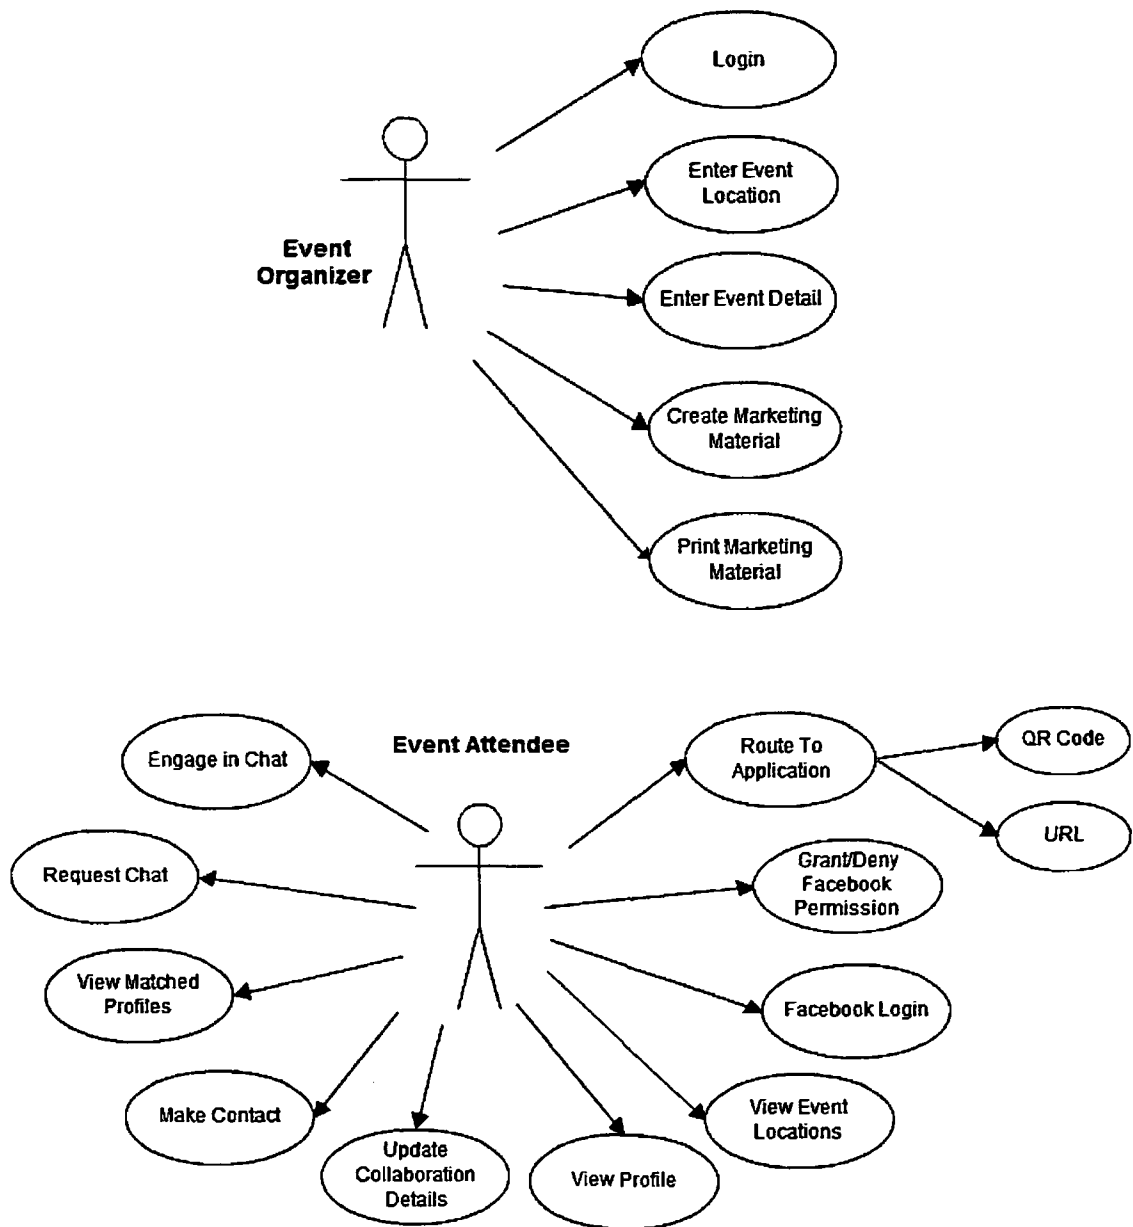 Login
Enter Event
Location
Event
Organizer
Enter Event Detail
Create Marketing
Material
Print Marketing
Material
Engage in Chat
Event Attendee
Route To
Application
QR Code
URL
Request Chat
Grant/Deny
Facebook
Permission
View Matched
Profiles
Facebook Login
Make Contact
View Event
Locations
Update
Collaboration
Details
View Profile